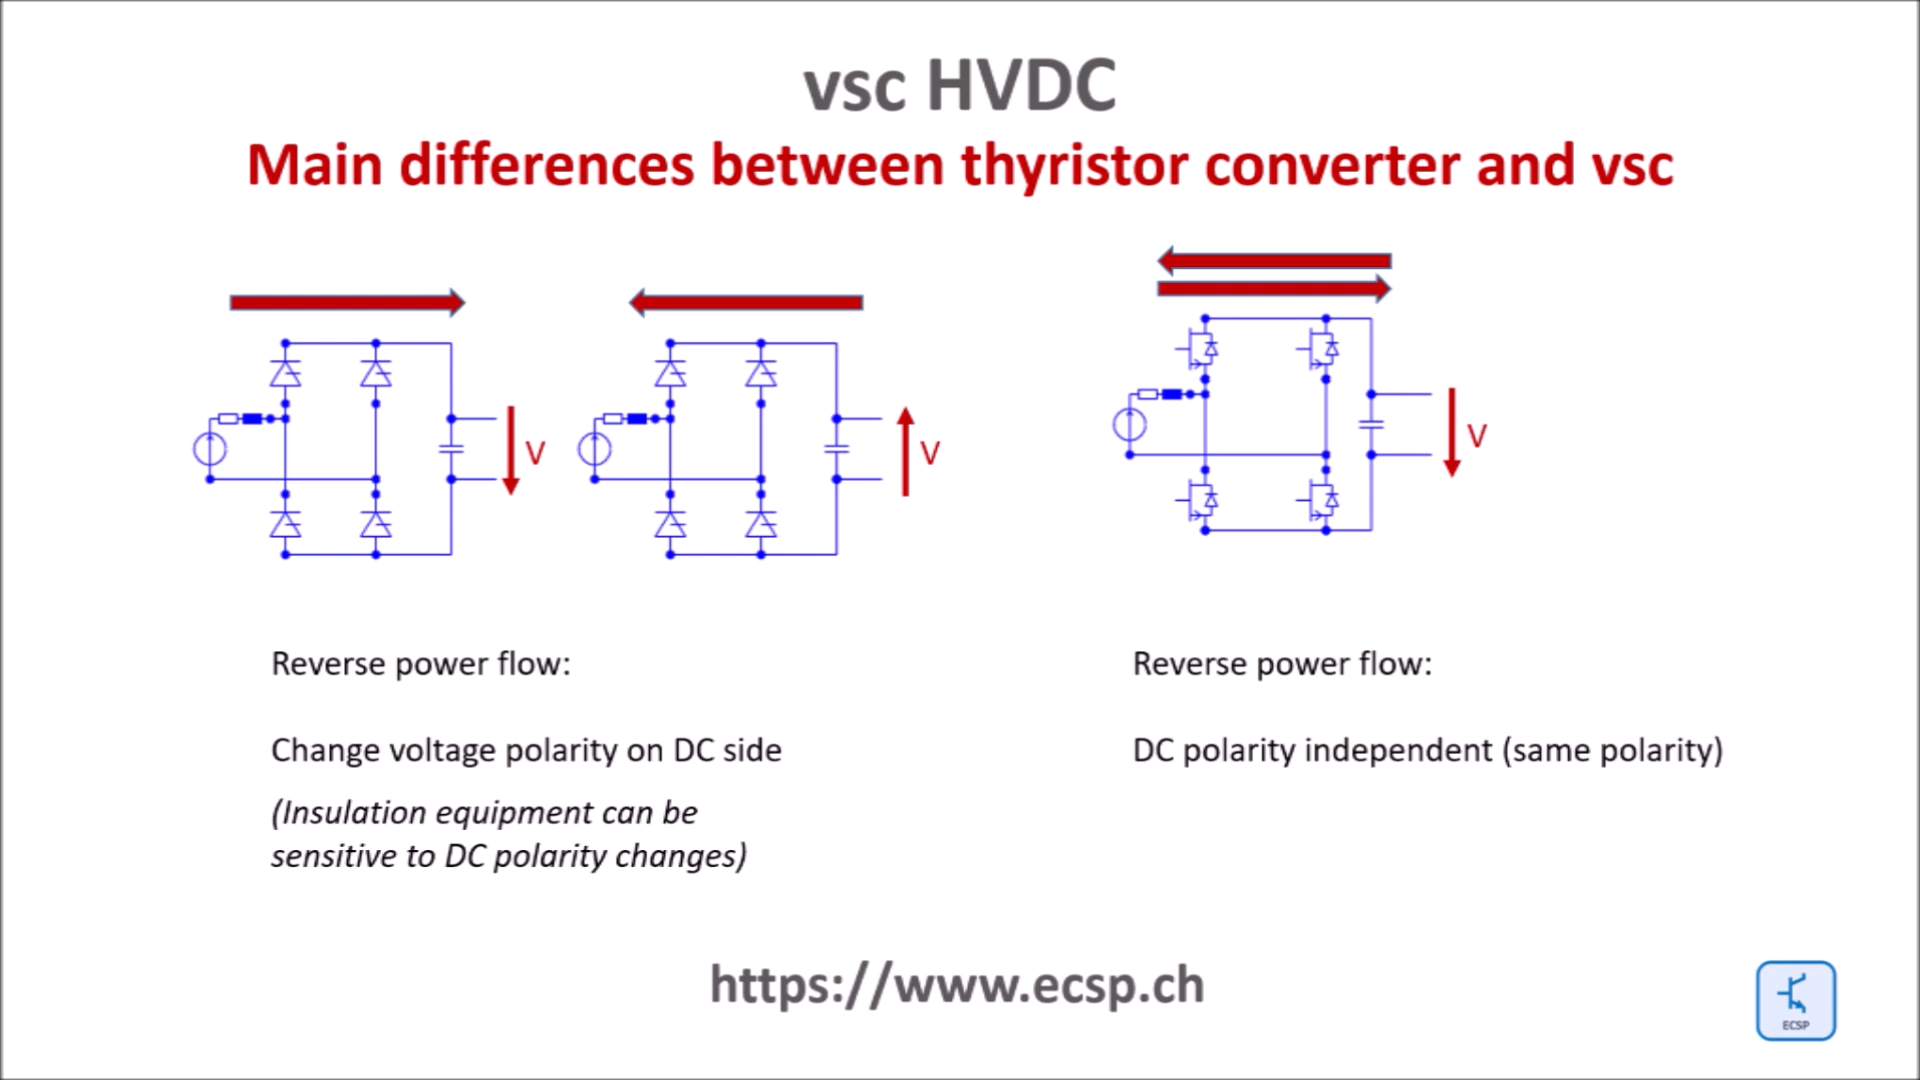 vsc HVDC
Main differences between thyristor converter and vsc
V
V
V
Reverse power flow:
Change voltage polarity on DC side
(Insulation equipment can be
sensitive to DC polarity changes)
Reverse power flow:
DC polarity independent (same polarity)
https://www.ecsp.ch
ECSP